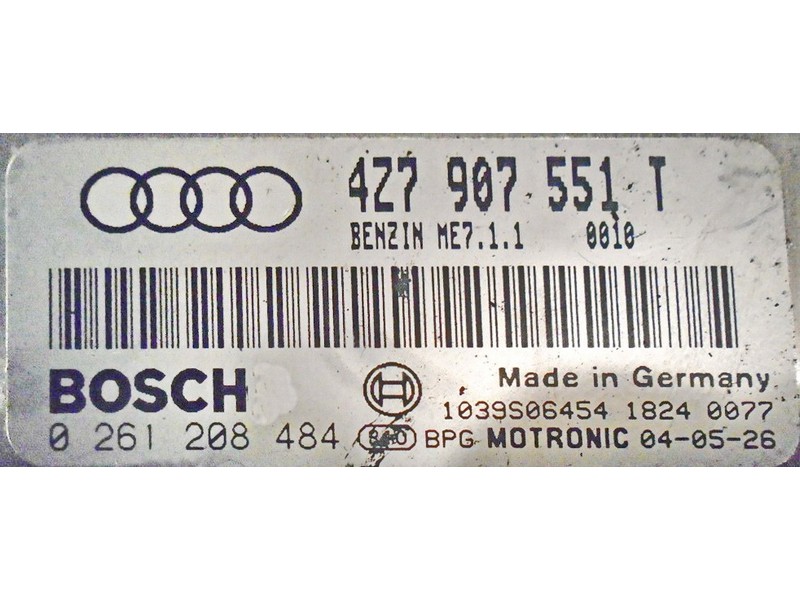 4Z7 907 551 T
BENZIN ME7.1.1 0010
BOSCH
Made in Germany
1039S06454 1824 0077
0 261 208 484 BPG MOTRONIC 04-05-26